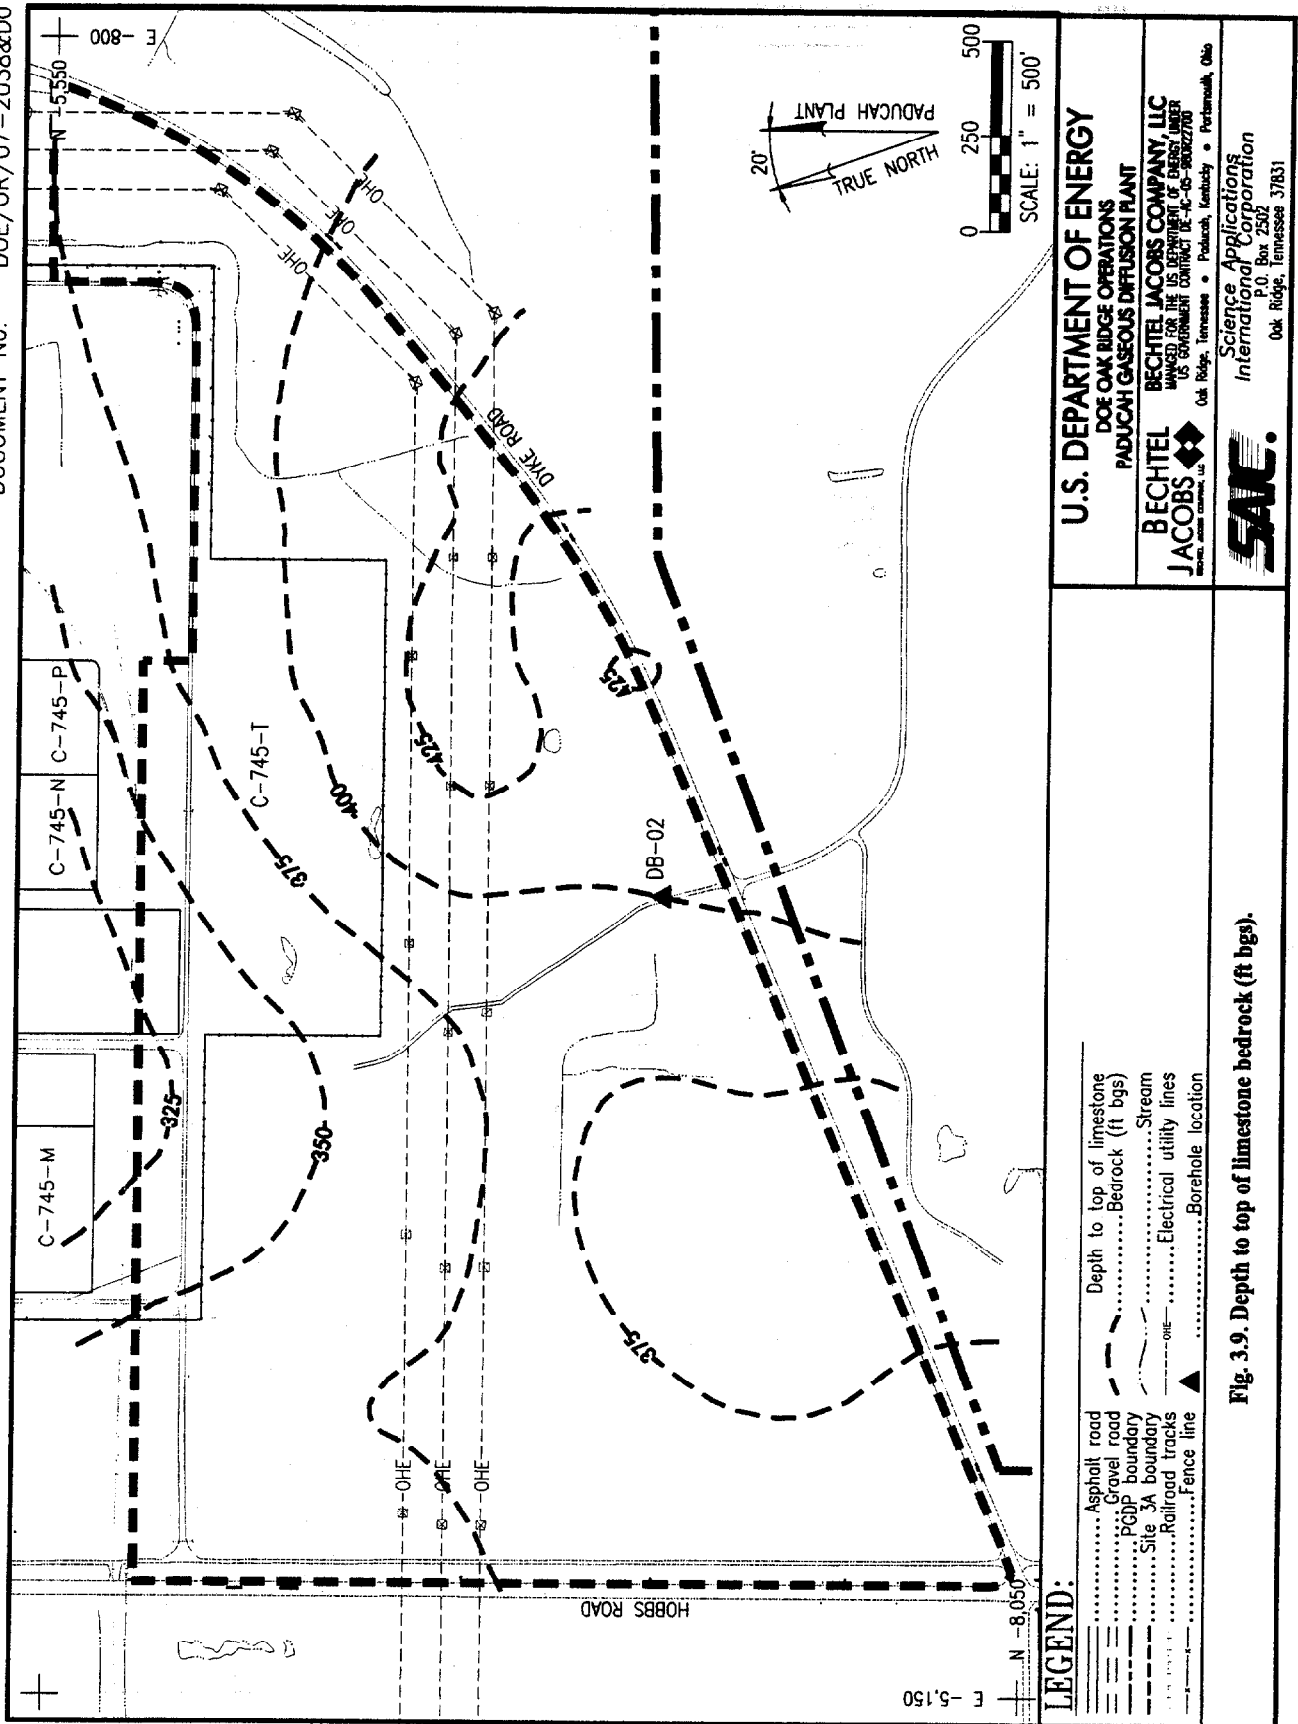 DOCUMENT No. DOE/OR/07-2038&D0
E -800
N -5,550
C-745-P
C-745-N
C-745-M
C-745-T
OHE
OHE
OHE
DYKE ROAD
400
425
425
375
350
325
375
DB-02
OHE
OHE
OHE
HOBBS ROAD
N -8,050
E -5,150
20°
PADUCAH PLANT
TRUE NORTH
0 250 500
SCALE: 1" = 500'
LEGEND:
Asphalt road
Gravel road
PGDP boundary
Site 3A boundary
Railroad tracks
Fence line
Depth to top of limestone
Bedrock (ft bgs)
Stream
OHE Electrical utility lines
Borehole location
U.S. DEPARTMENT OF ENERGY
DOE OAK RIDGE OPERATIONS
PADUCAH GASEOUS DIFFUSION PLANT
BECHTEL
JACOBS
BECHTEL JACOBS COMPANY, LLC
MANAGED FOR THE US DEPARTMENT OF ENERGY UNDER
US GOVERNMENT CONTRACT DE-AC-05-98OR22700
Oak Ridge, Tennessee • Paducah, Kentucky • Portsmouth, Ohio
SAIC.
Science Applications
International Corporation
P.O. Box 2502
Oak Ridge, Tennessee 37831
Fig. 3.9. Depth to top of limestone bedrock (ft bgs).